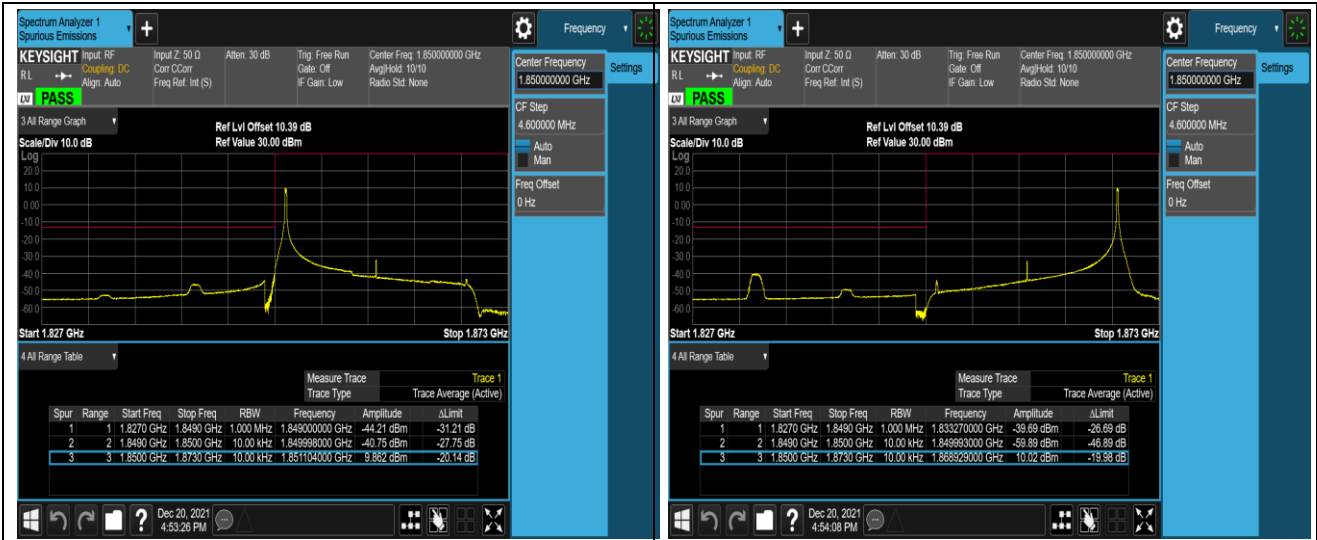 Spectrum Analyzer 1
Spurious Emissions
Frequency
KEYSIGHT Input: RF
Coupling: DC
Align: Auto
Input Z: 50 Ω
Corr CCorr
Freq Ref: Int (S)
Atten: 30 dB
Trig: Free Run
Gate: Off
IF Gain: Low
Center Freq: 1.850000000 GHz
Avg|Hold: 10/10
Radio Std: None
R L
LXI PASS
Center Frequency
1.850000000 GHz
Settings
CF Step
4.600000 MHz
Auto
Man
Freq Offset
0 Hz
3 All Range Graph
Ref Lvl Offset 10.39 dB
Scale/Div 10.0 dB
Ref Value 30.00 dBm
Log
20.0
10.0
0.00
-10.0
-20.0
-30.0
-40.0
-50.0
-60.0
Start 1.827 GHz
Stop 1.873 GHz
4 All Range Table
Measure Trace Trace 1
Trace Type Trace Average (Active)
Spur Range Start Freq Stop Freq RBW Frequency Amplitude ΔLimit
1 1 1.8270 GHz 1.8490 GHz 1.000 MHz 1.849000000 GHz -44.21 dBm -31.21 dB
2 2 1.8490 GHz 1.8500 GHz 10.00 kHz 1.849998000 GHz -40.75 dBm -27.75 dB
3 3 1.8500 GHz 1.8730 GHz 10.00 kHz 1.851104000 GHz 9.862 dBm -20.14 dB
?
Dec 20, 2021
4:53:26 PM
Spectrum Analyzer 1
Spurious Emissions
Frequency
KEYSIGHT Input: RF
Coupling: DC
Align: Auto
Input Z: 50 Ω
Corr CCorr
Freq Ref: Int (S)
Atten: 30 dB
Trig: Free Run
Gate: Off
IF Gain: Low
Center Freq: 1.850000000 GHz
Avg|Hold: 10/10
Radio Std: None
R L
LXI PASS
Center Frequency
1.850000000 GHz
Settings
CF Step
4.600000 MHz
Auto
Man
Freq Offset
0 Hz
3 All Range Graph
Ref Lvl Offset 10.39 dB
Scale/Div 10.0 dB
Ref Value 30.00 dBm
Log
20.0
10.0
0.00
-10.0
-20.0
-30.0
-40.0
-50.0
-60.0
Start 1.827 GHz
Stop 1.873 GHz
4 All Range Table
Measure Trace Trace 1
Trace Type Trace Average (Active)
Spur Range Start Freq Stop Freq RBW Frequency Amplitude ΔLimit
1 1 1.8270 GHz 1.8490 GHz 1.000 MHz 1.833270000 GHz -39.69 dBm -26.69 dB
2 2 1.8490 GHz 1.8500 GHz 10.00 kHz 1.849993000 GHz -59.89 dBm -46.89 dB
3 3 1.8500 GHz 1.8730 GHz 10.00 kHz 1.868929000 GHz 10.02 dBm -19.98 dB
?
Dec 20, 2021
4:54:08 PM